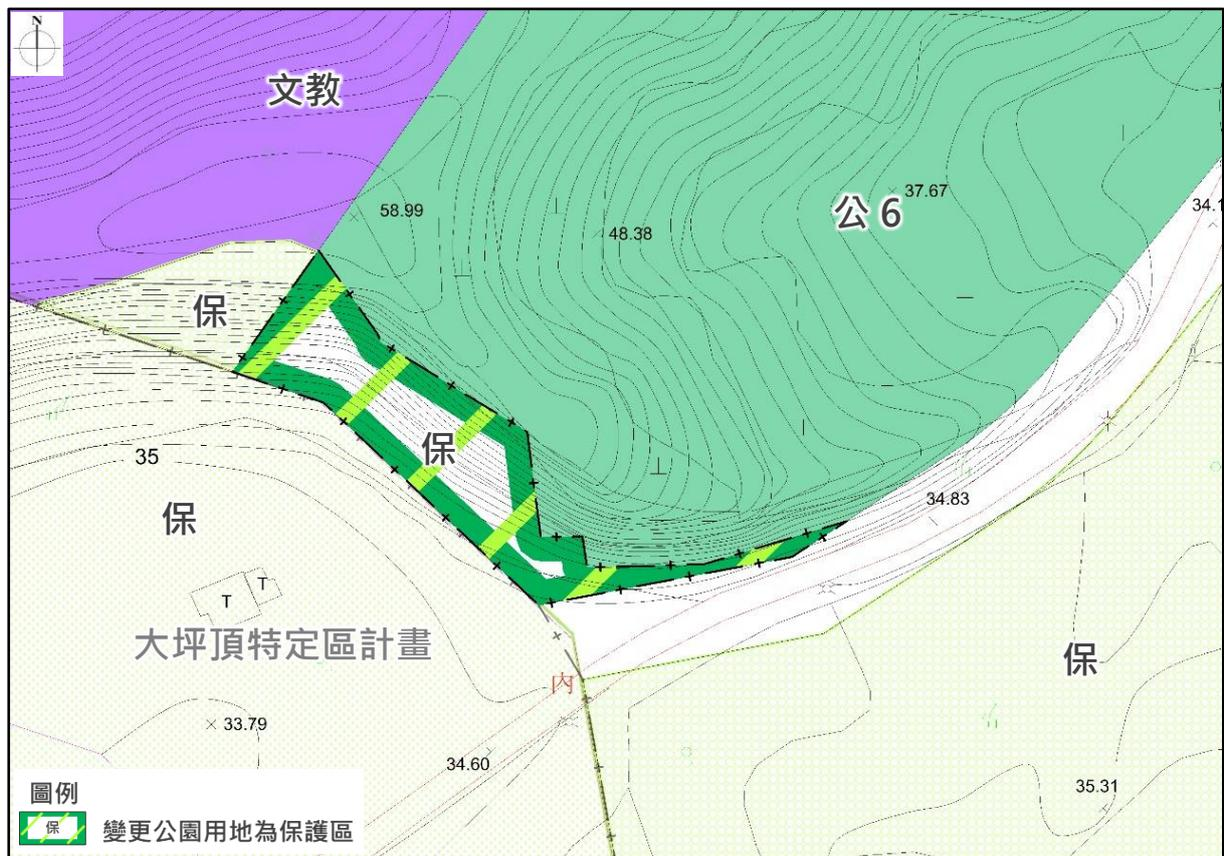 N
文教
公 6
37.67
34.1
58.99
48.38
保
保
35
保
34.83
T
T
大坪頂特定區計畫
保
內
33.79
34.60
35.31
圖例
保 變更公園用地為保護區